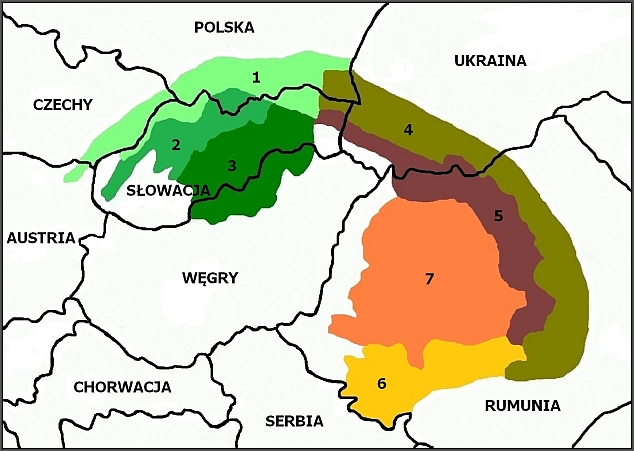 POLSKA
UKRAINA
1
CZECHY
4
2
3
SŁOWACJA
5
AUSTRIA
WĘGRY
7
6
CHORWACJA
RUMUNIA
SERBIA